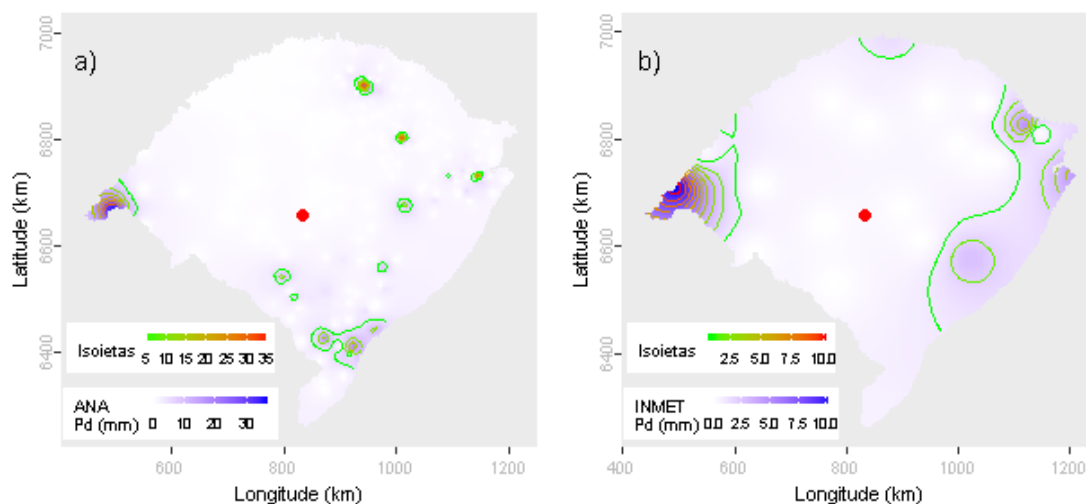 a)
7000
6800
6600
6400
Latitude (km)
Isoietas
5 10 15 20 25 30 35
ANA
Pd (mm) 0 10 20 30
600 800 1000 1200
Longitude (km)
b)
7000
6800
6600
6400
Latitude (km)
Isoietas
2.5 5.0 7.5 10.0
INMET
Pd (mm) 0.0 2.5 5.0 7.5 10.0
400 600 800 1000 1200
Longitude (km)